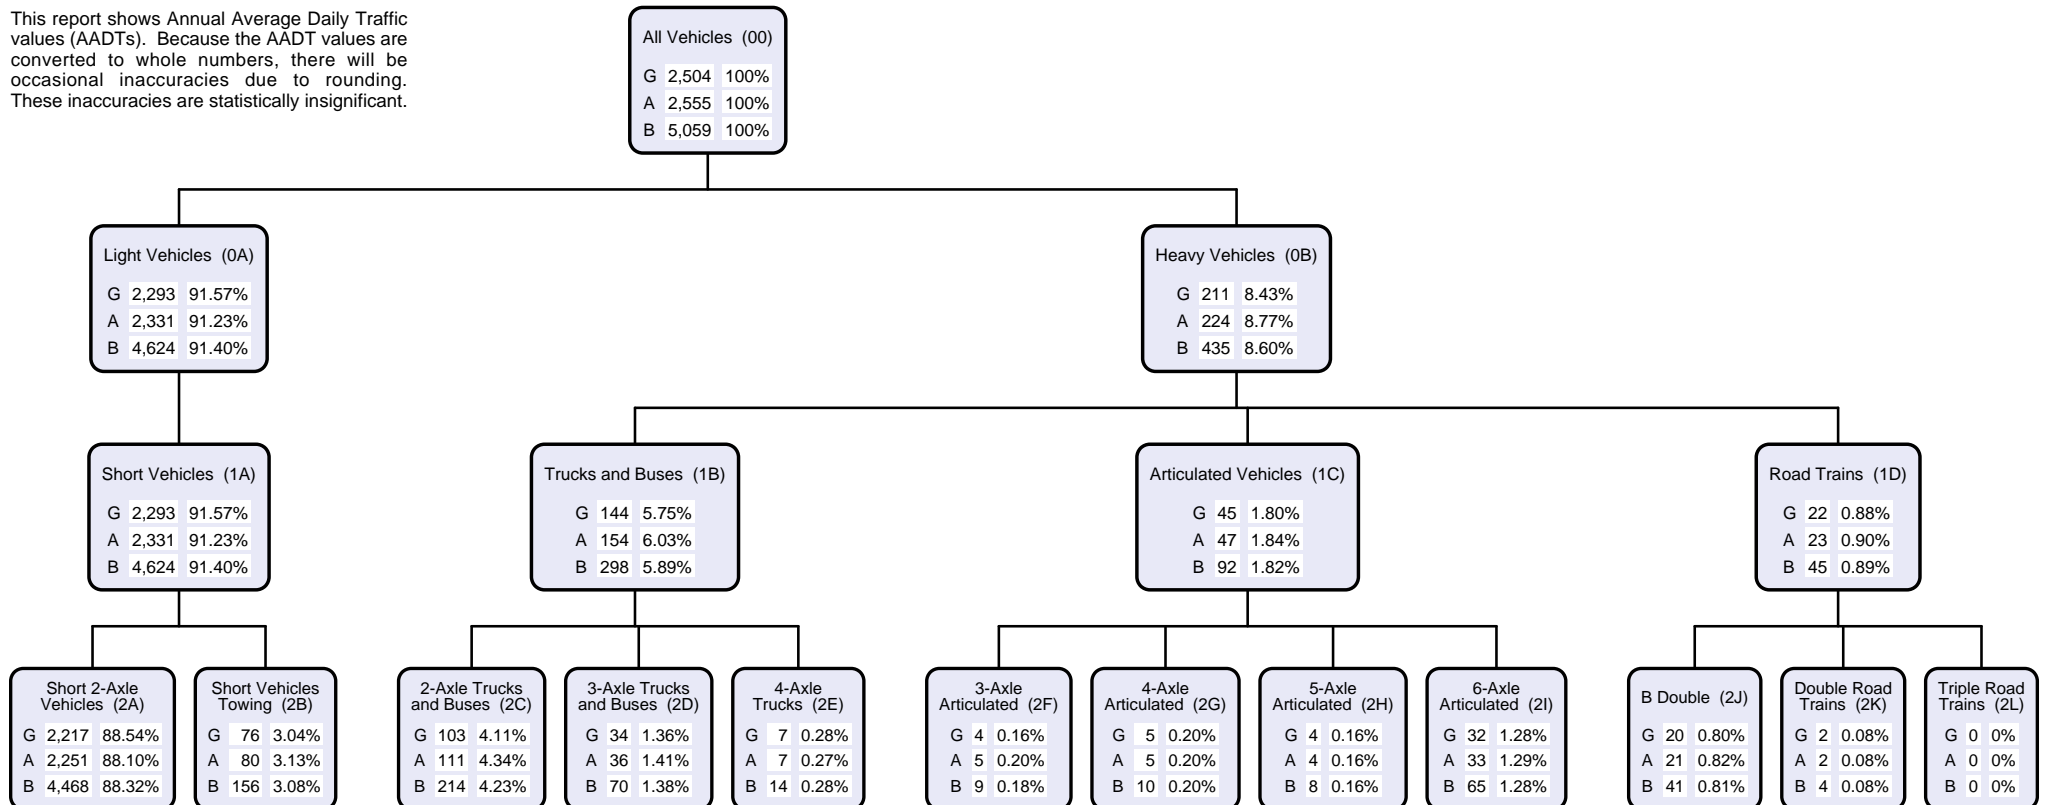 This report shows Annual Average Daily Traffic
values (AADTs). Because the AADT values are
converted to whole numbers, there will be
occasional inaccuracies due to rounding.
These inaccuracies are statistically insignificant.
All Vehicles (00)
G 2,504 100%
A 2,555 100%
B 5,059 100%
Light Vehicles (0A)
G 2,293 91.57%
A 2,331 91.23%
B 4,624 91.40%
Heavy Vehicles (0B)
G 211 8.43%
A 224 8.77%
B 435 8.60%
Short Vehicles (1A)
G 2,293 91.57%
A 2,331 91.23%
B 4,624 91.40%
Trucks and Buses (1B)
G 144 5.75%
A 154 6.03%
B 298 5.89%
Articulated Vehicles (1C)
G 45 1.80%
A 47 1.84%
B 92 1.82%
Road Trains (1D)
G 22 0.88%
A 23 0.90%
B 45 0.89%
Short 2-Axle
Vehicles (2A)
G 2,217 88.54%
A 2,251 88.10%
B 4,468 88.32%
Short Vehicles
Towing (2B)
G 76 3.04%
A 80 3.13%
B 156 3.08%
2-Axle Trucks
and Buses (2C)
G 103 4.11%
A 111 4.34%
B 214 4.23%
3-Axle Trucks
and Buses (2D)
G 34 1.36%
A 36 1.41%
B 70 1.38%
4-Axle
Trucks (2E)
G 7 0.28%
A 7 0.27%
B 14 0.28%
3-Axle
Articulated (2F)
G 4 0.16%
A 5 0.20%
B 9 0.18%
4-Axle
Articulated (2G)
G 5 0.20%
A 5 0.20%
B 10 0.20%
5-Axle
Articulated (2H)
G 4 0.16%
A 4 0.16%
B 8 0.16%
6-Axle
Articulated (2I)
G 32 1.28%
A 33 1.29%
B 65 1.28%
B Double (2J)
G 20 0.80%
A 21 0.82%
B 41 0.81%
Double Road
Trains (2K)
G 2 0.08%
A 2 0.08%
B 4 0.08%
Triple Road
Trains (2L)
G 0 0%
A 0 0%
B 0 0%